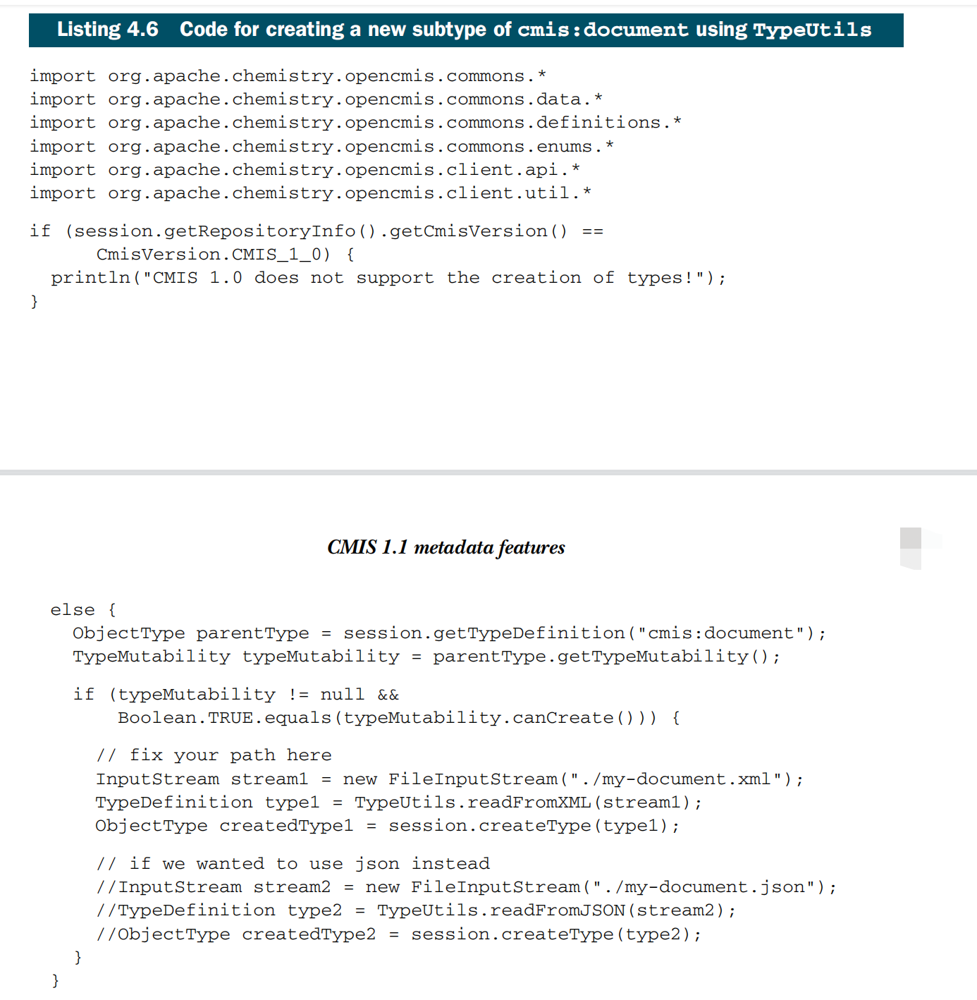 Listing 4.6 Code for creating a new subtype of cmis:document using TypeUtils
import org.apache.chemistry.opencmis.commons.*
import org.apache.chemistry.opencmis.commons.data.*
import org.apache.chemistry.opencmis.commons.definitions.*
import org.apache.chemistry.opencmis.commons.enums.*
import org.apache.chemistry.opencmis.client.api.*
import org.apache.chemistry.opencmis.client.util.*
if (session.getRepositoryInfo().getCmisVersion() ==
CmisVersion.CMIS_1_0) {
println("CMIS 1.0 does not support the creation of types!");
}
CMIS 1.1 metadata features
else {
ObjectType parentType = session.getTypeDefinition("cmis:document");
TypeMutability typeMutability = parentType.getTypeMutability();
if (typeMutability != null &&
Boolean.TRUE.equals(typeMutability.canCreate())) {
// fix your path here
InputStream stream1 = new FileInputStream("./my-document.xml");
TypeDefinition type1 = TypeUtils.readFromXML(stream1);
ObjectType createdType1 = session.createType(type1);
// if we wanted to use json instead
//InputStream stream2 = new FileInputStream("./my-document.json");
//TypeDefinition type2 = TypeUtils.readFromJSON(stream2);
//ObjectType createdType2 = session.createType(type2);
}
}